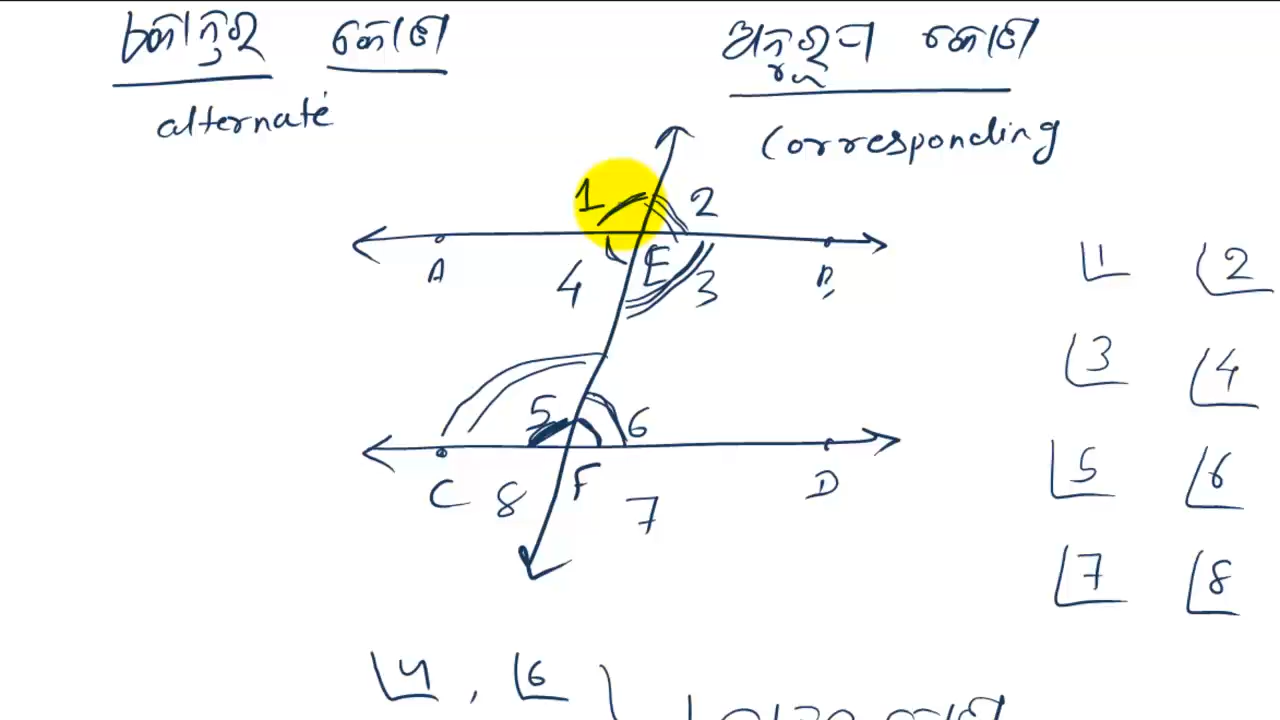 ଏକାନ୍ତର କୋଣ
ଅନୁରୂପ କୋଣ
alternate
Corresponding
1 2
A 4 E 3 B
5 6
C 8 F 7 D
∠1 ∠2
∠3 ∠4
∠5 ∠6
∠7 ∠8
∠4 , ∠6